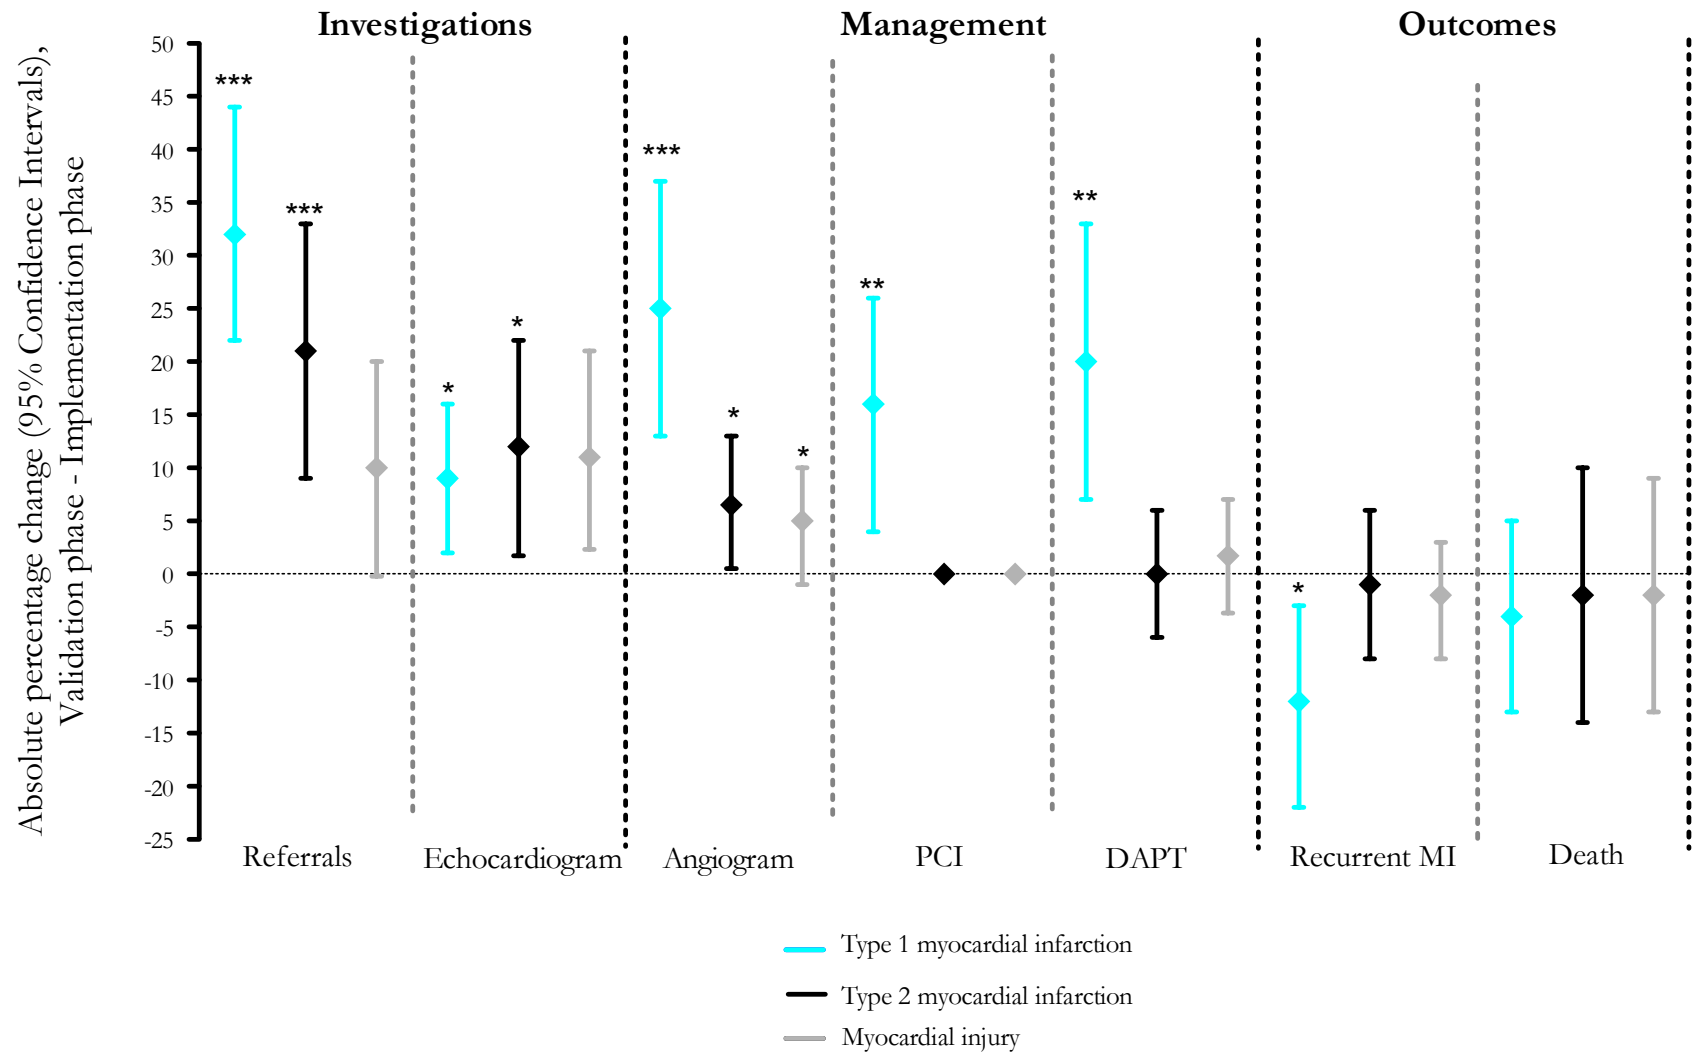 Investigations
Management
Outcomes
Absolute percentage change (95% Confidence Intervals),
Validation phase - Implementation phase
50
45
40
35
30
25
20
15
10
5
0
-5
-10
-15
-20
-25
***
***
*
*
***
*
*
**
**
*
Referrals
Echocardiogram
Angiogram
PCI
DAPT
Recurrent MI
Death
Type 1 myocardial infarction
Type 2 myocardial infarction
Myocardial injury